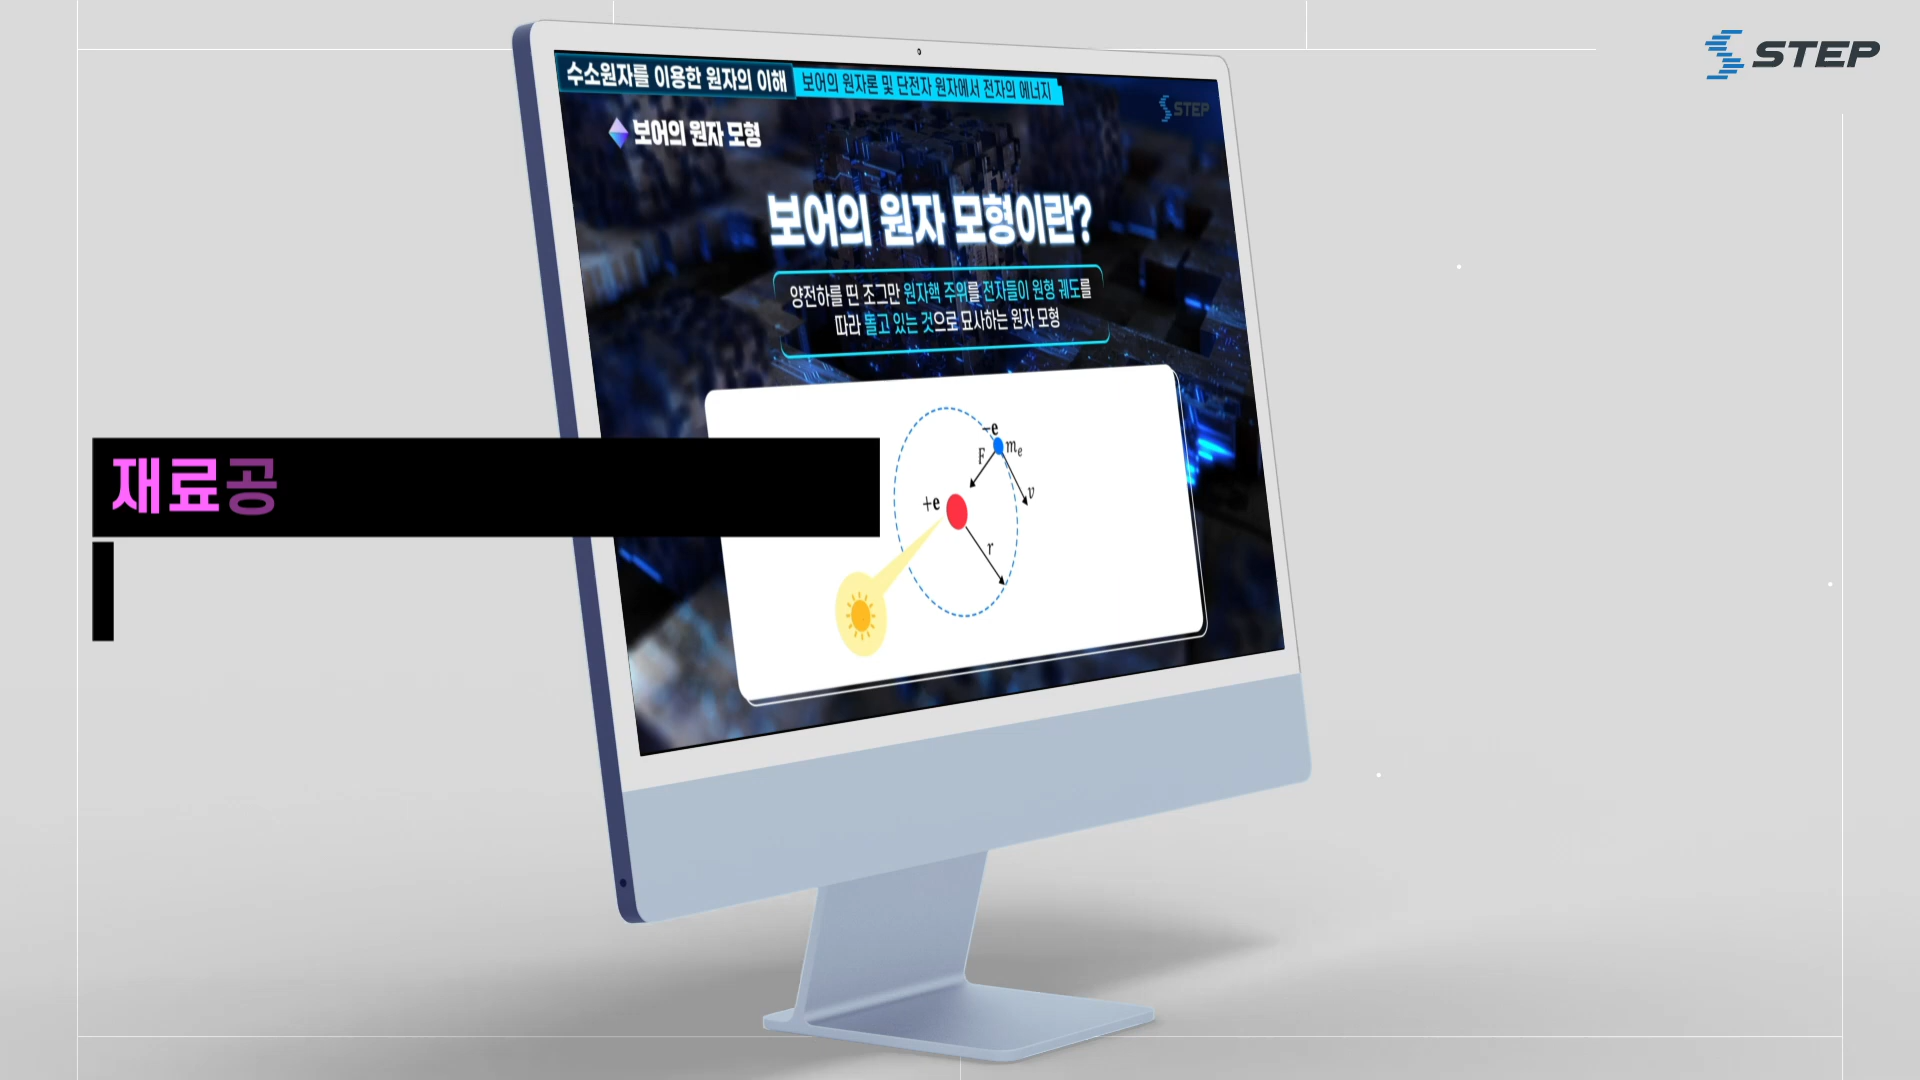 STEP
수소원자를 이용한 원자의 이해 보어의 원자론 및 단전자 원자에서 전자의 에너지
STEP
보어의 원자 모형
보어의 원자 모형이란?
양전하를 띤 조그만 원자핵 주위를 전자들이 원형 궤도를
따라 돌고 있는 것으로 묘사하는 원자 모형
-e
mₑ
F
v
+e
r
재료공